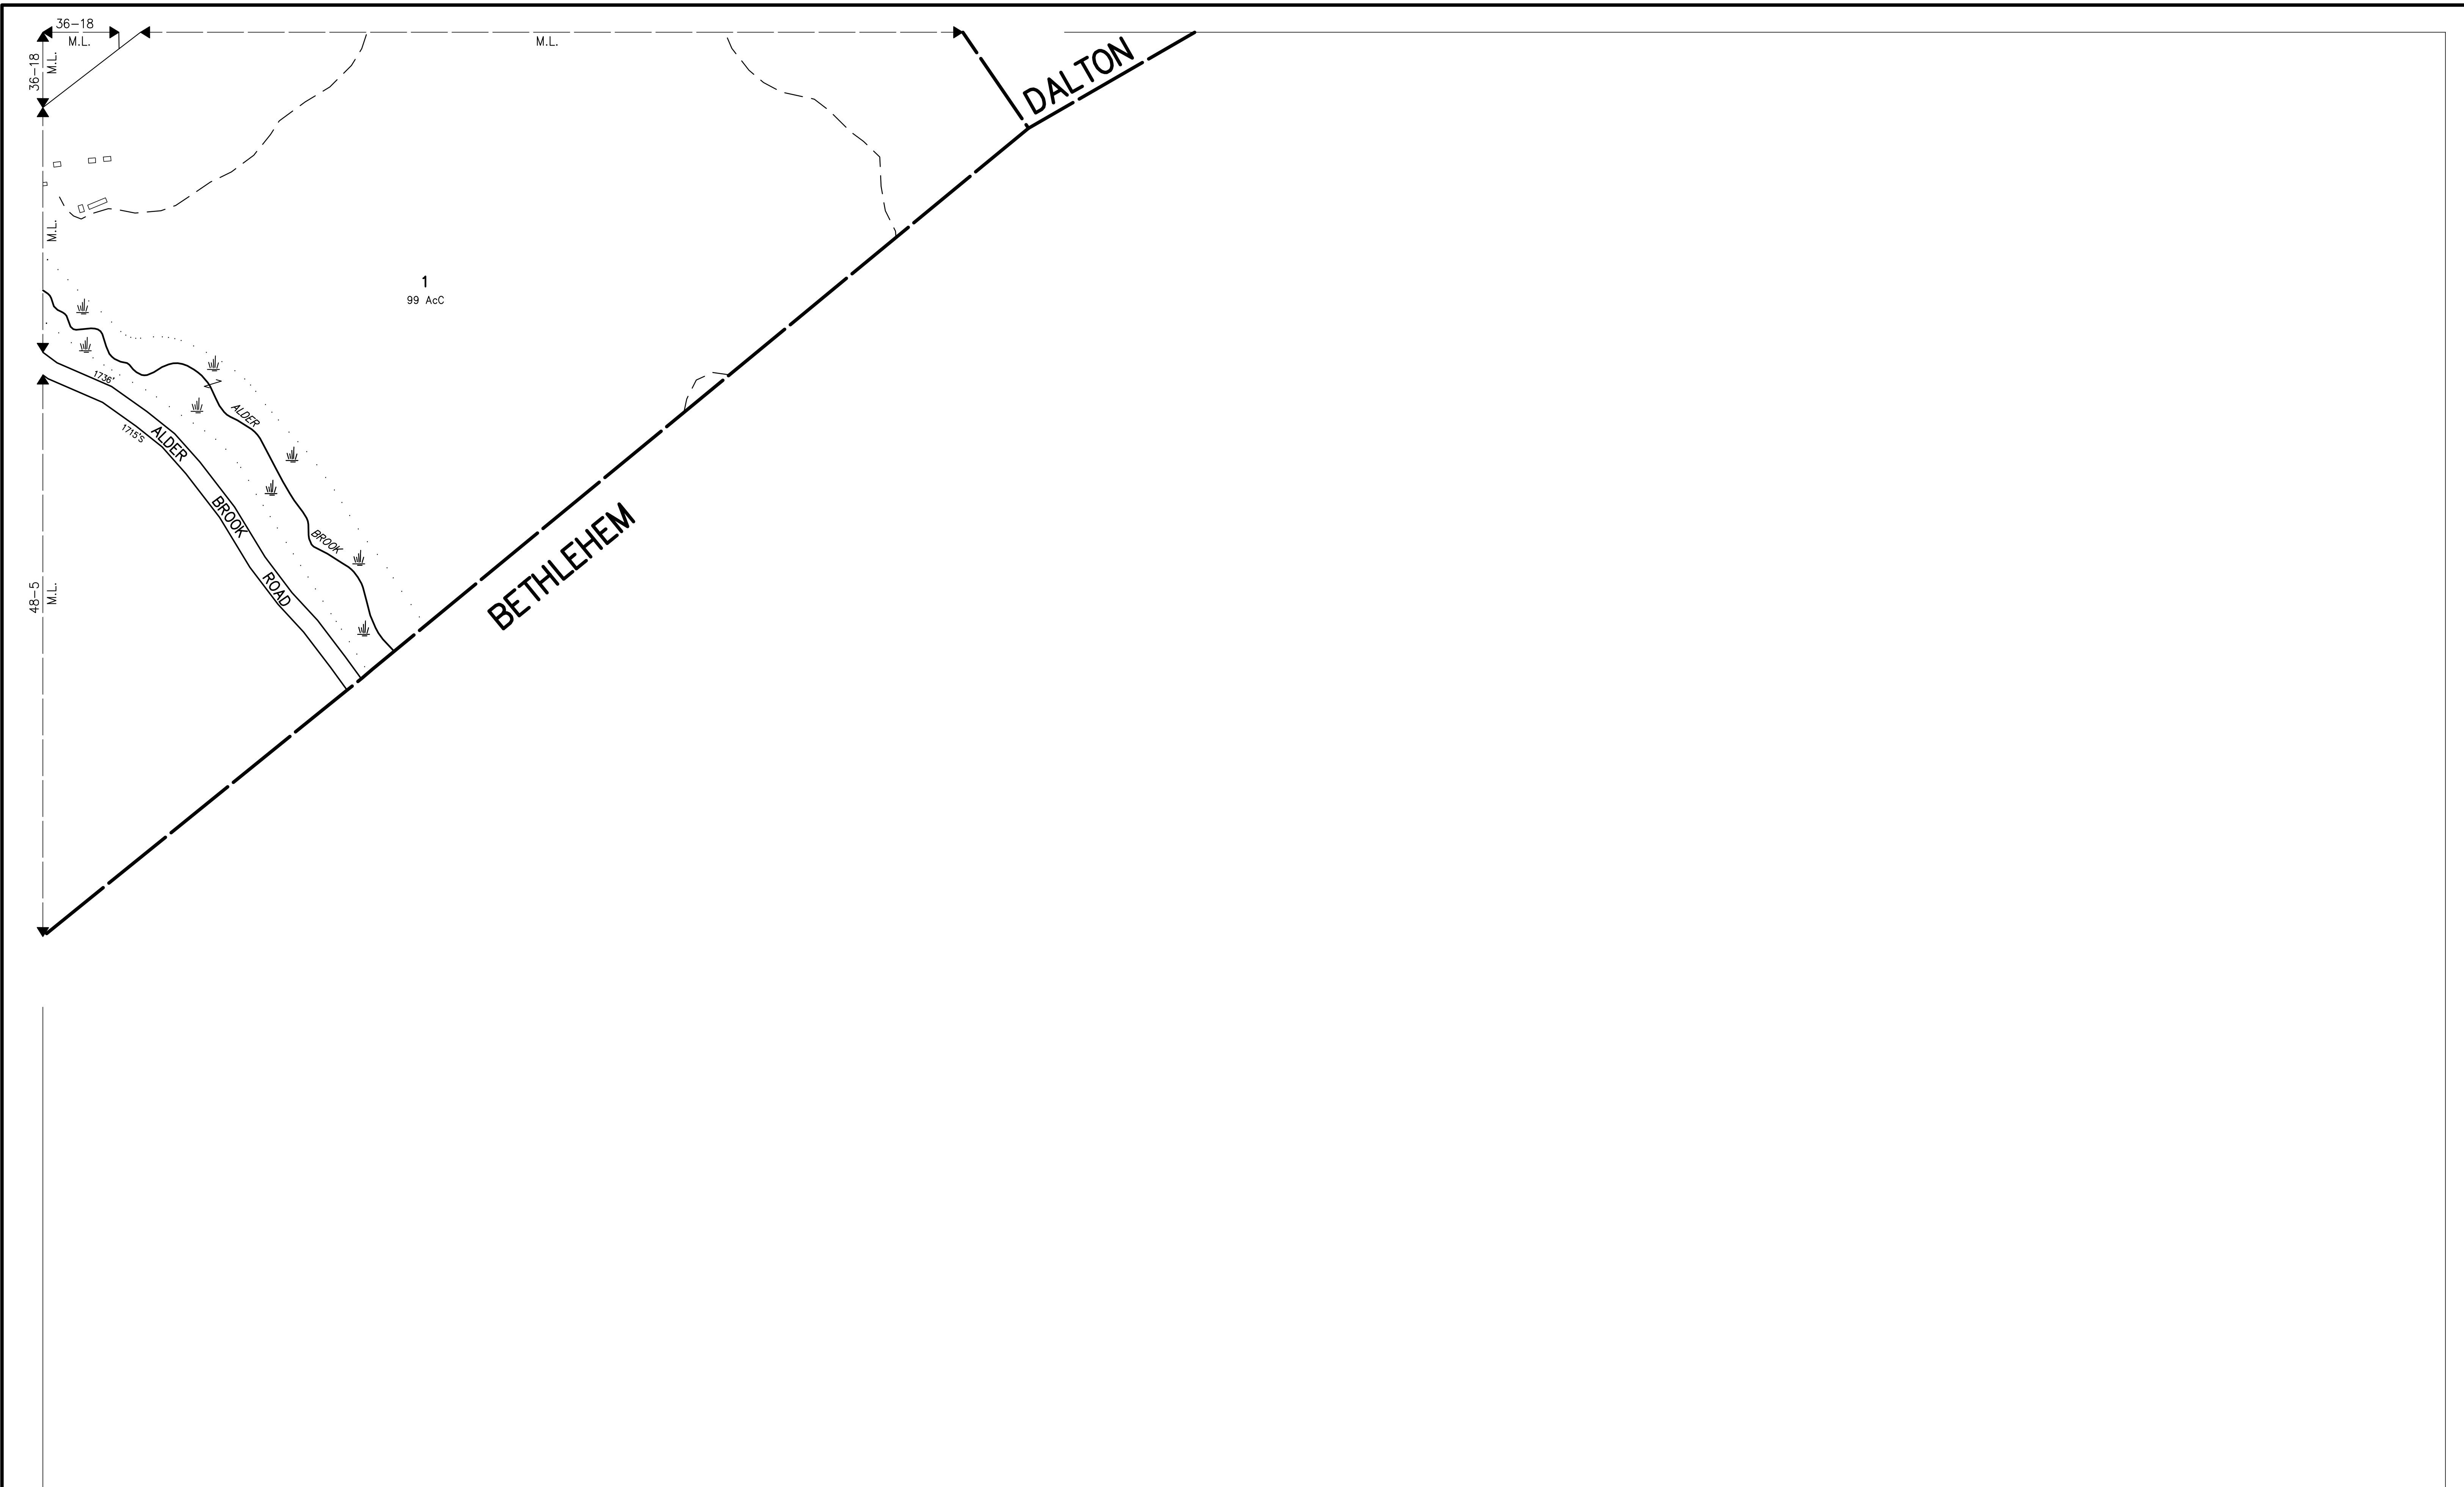 36-18
M.L.
M.L.
36-18
M.L.
DALTON
M.L.
1
99 AcC
1736'
1715'S
ALDER
BROOK
ROAD
ALDER
BROOK
BETHLEHEM
48-5
M.L.